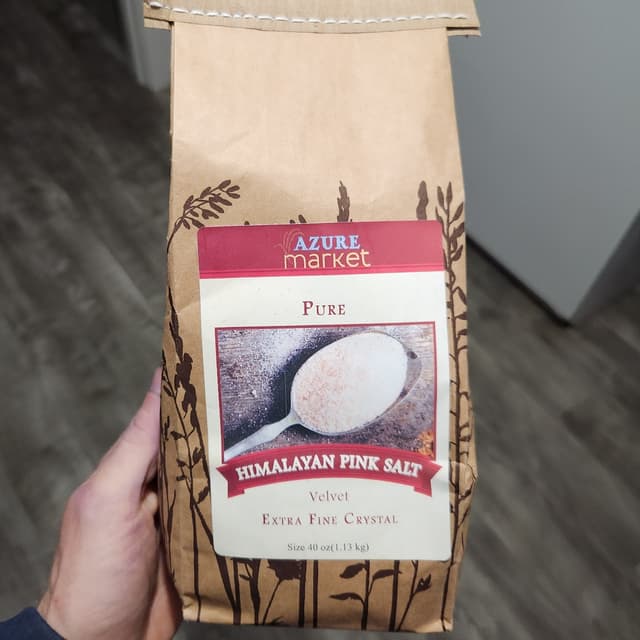 AZURE
market
PURE
HIMALAYAN PINK SALT
Velvet
EXTRA FINE CRYSTAL
Size 40 oz(1.13 kg)